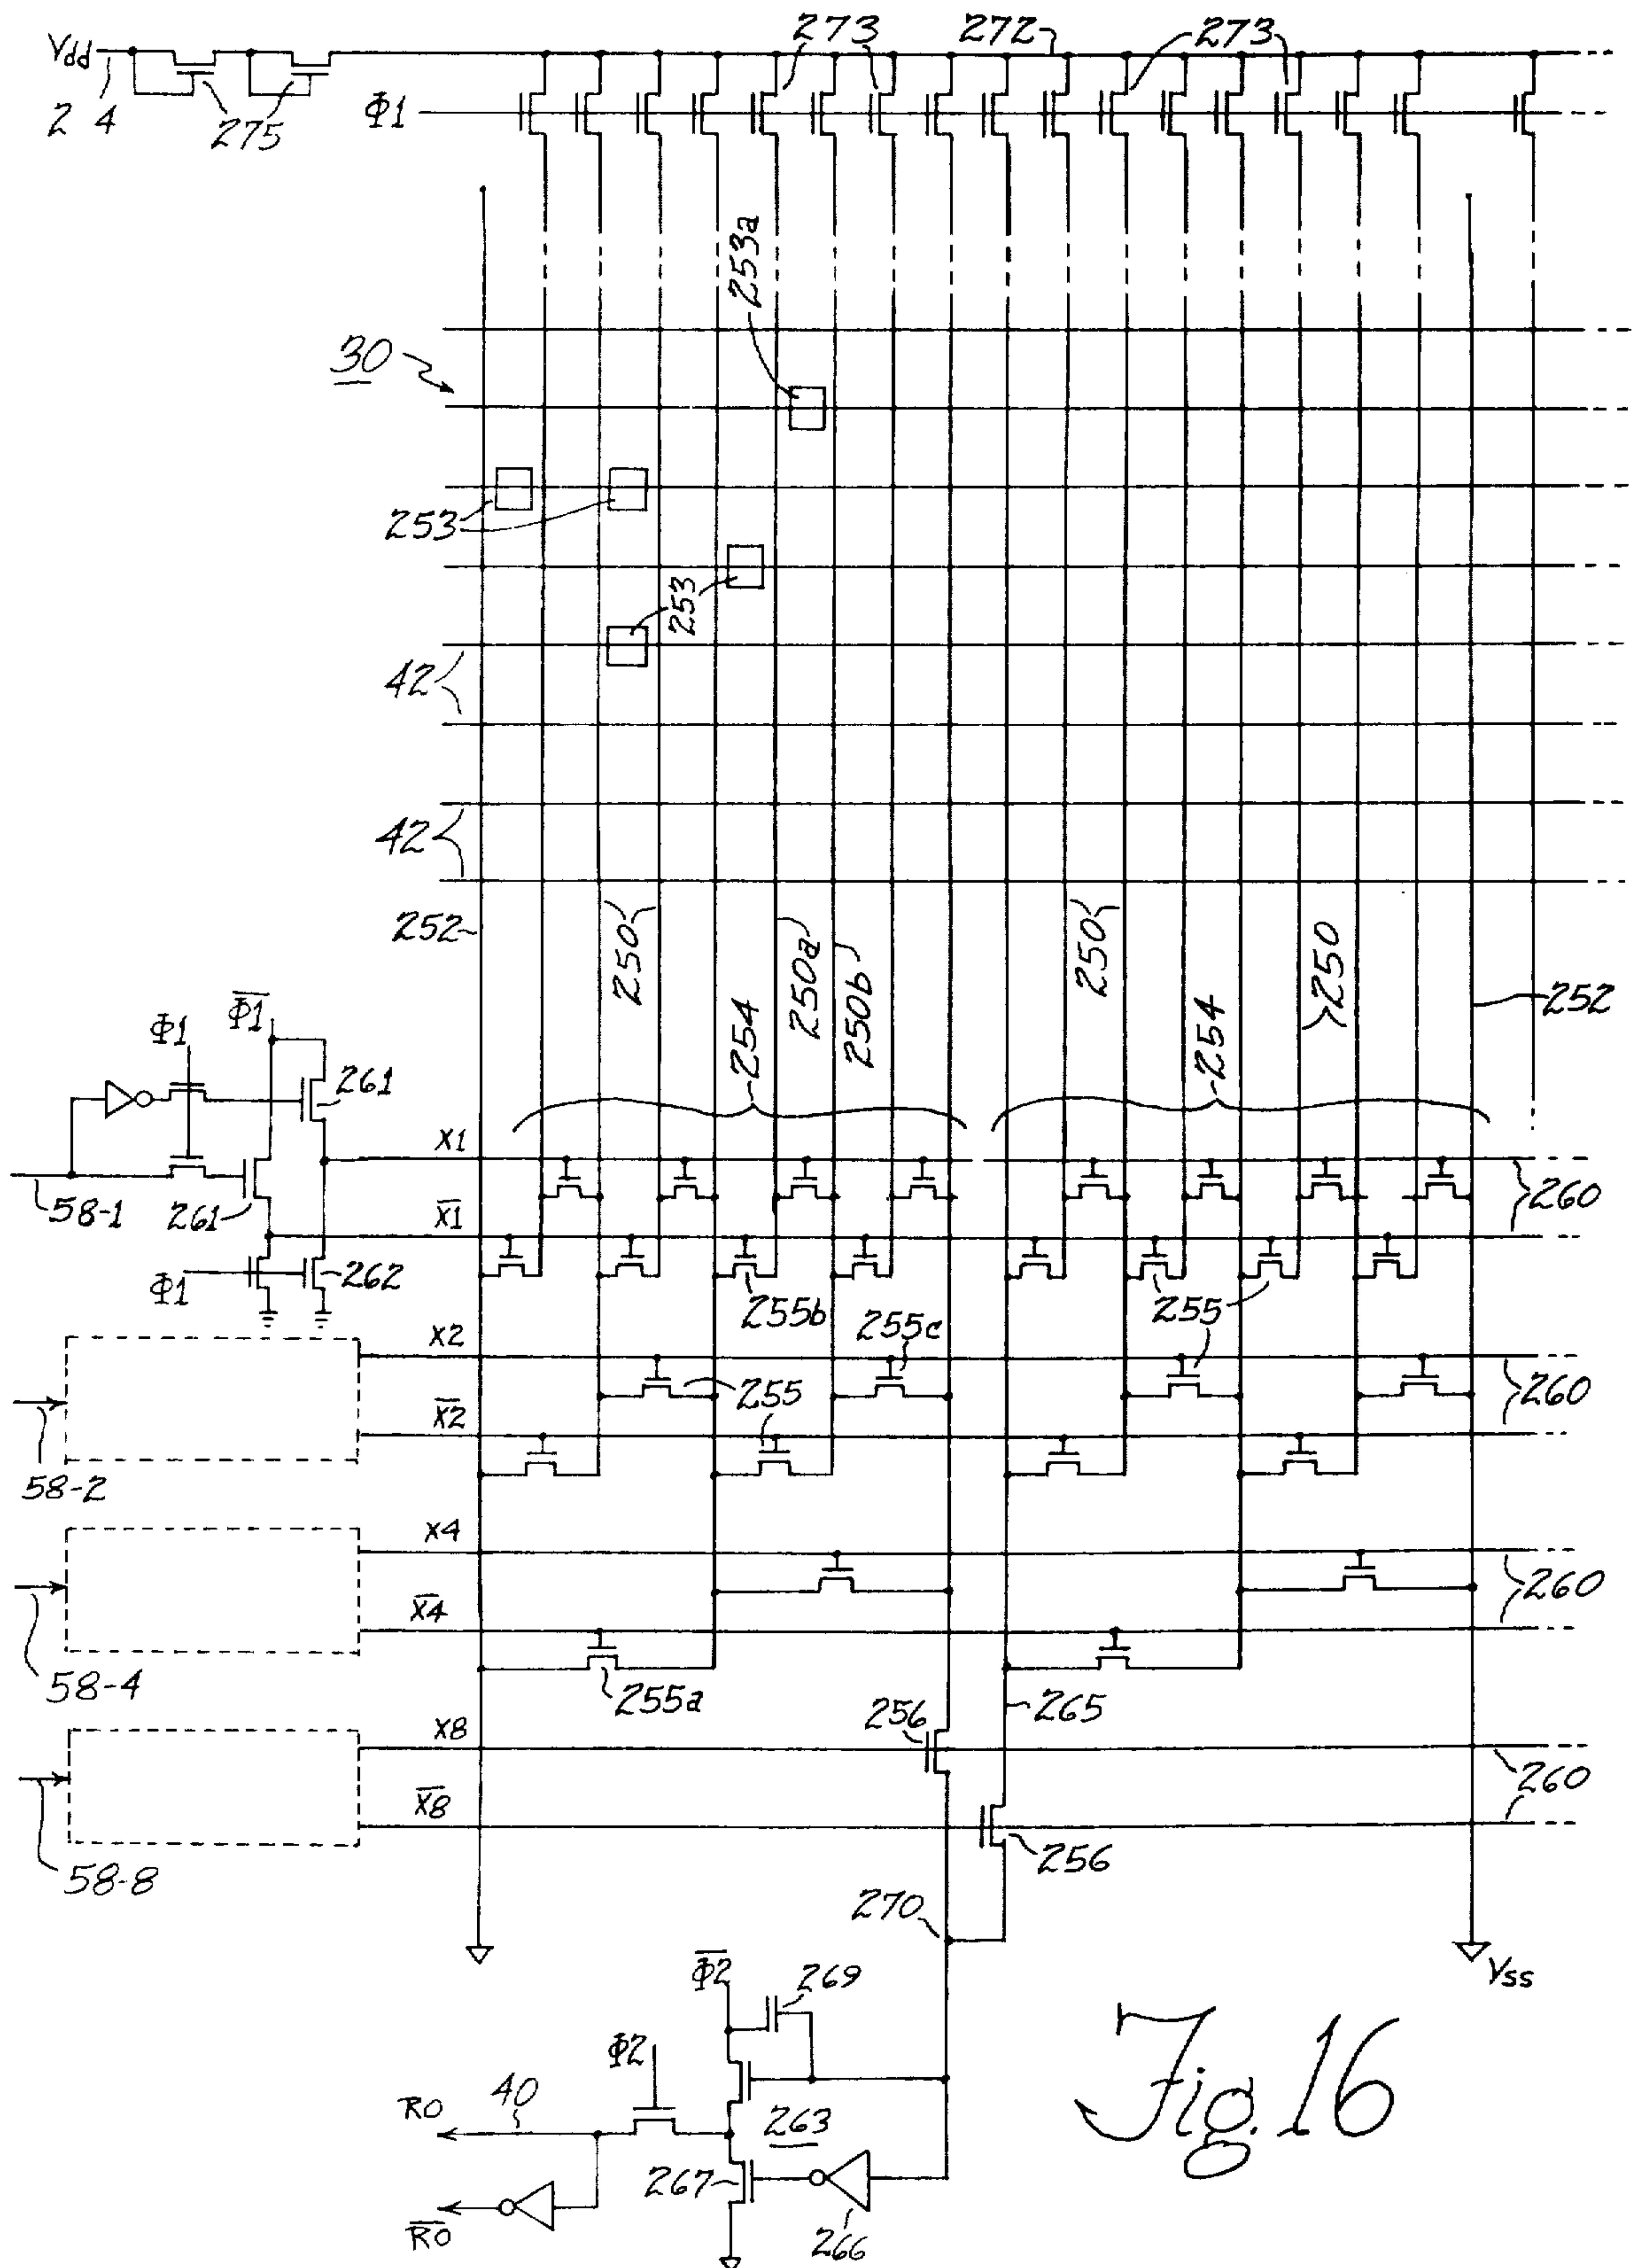 Vdd
24
275
273
272
273
Φ1
253a
30
253
253
42
42
252
250
254
250a
250b
250
254
250
252
Φ1
Φ̅1̅
261
X1
58-1
261
X̅1̅
260
Φ1
262
255b
255
255c
X2
255
255
260
X̅2̅
58-2
X4
260
X̅4̅
58-4
255a
256
265
X8
260
X̅8̅
256
58-8
270
Φ̅2̅
269
Vss
Φ2
RO
40
263
267
R̅O̅
266
Fig. 16